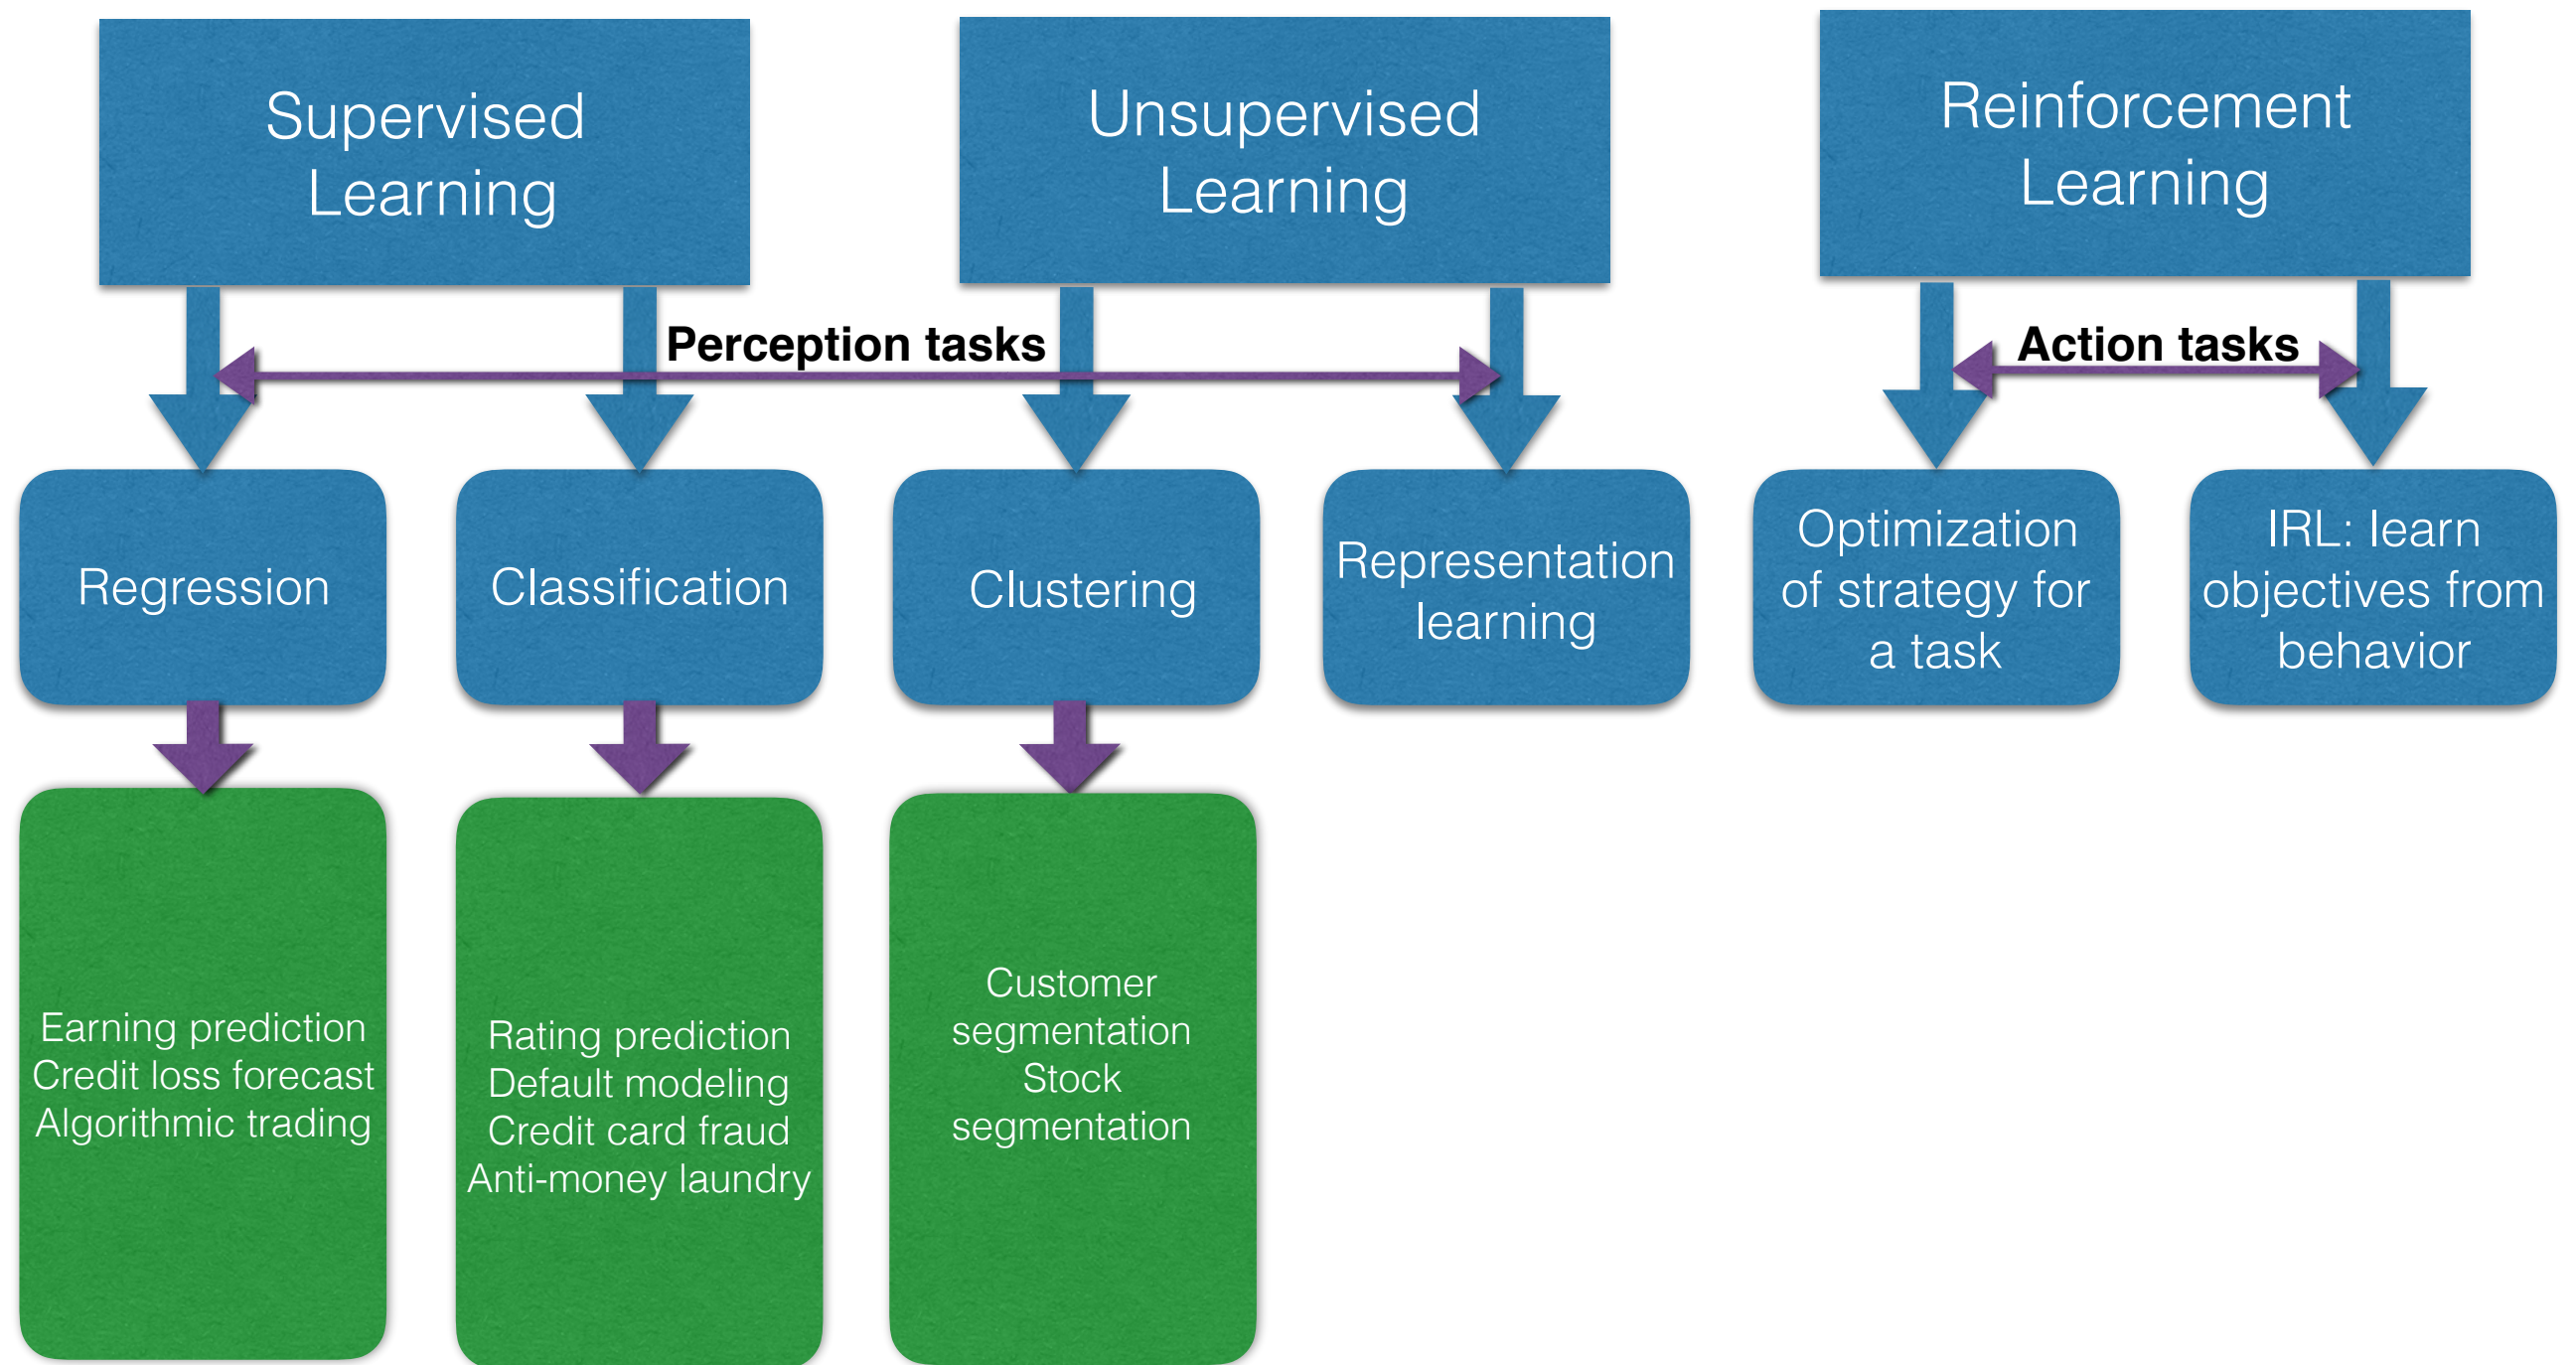 Supervised
Learning
Unsupervised
Learning
Reinforcement
Learning
Perception tasks
Action tasks
Regression
Classification
Clustering
Representation
learning
Optimization
of strategy for
a task
IRL: learn
objectives from
behavior
Earning prediction
Credit loss forecast
Algorithmic trading
Rating prediction
Default modeling
Credit card fraud
Anti-money laundry
Customer
segmentation
Stock
segmentation